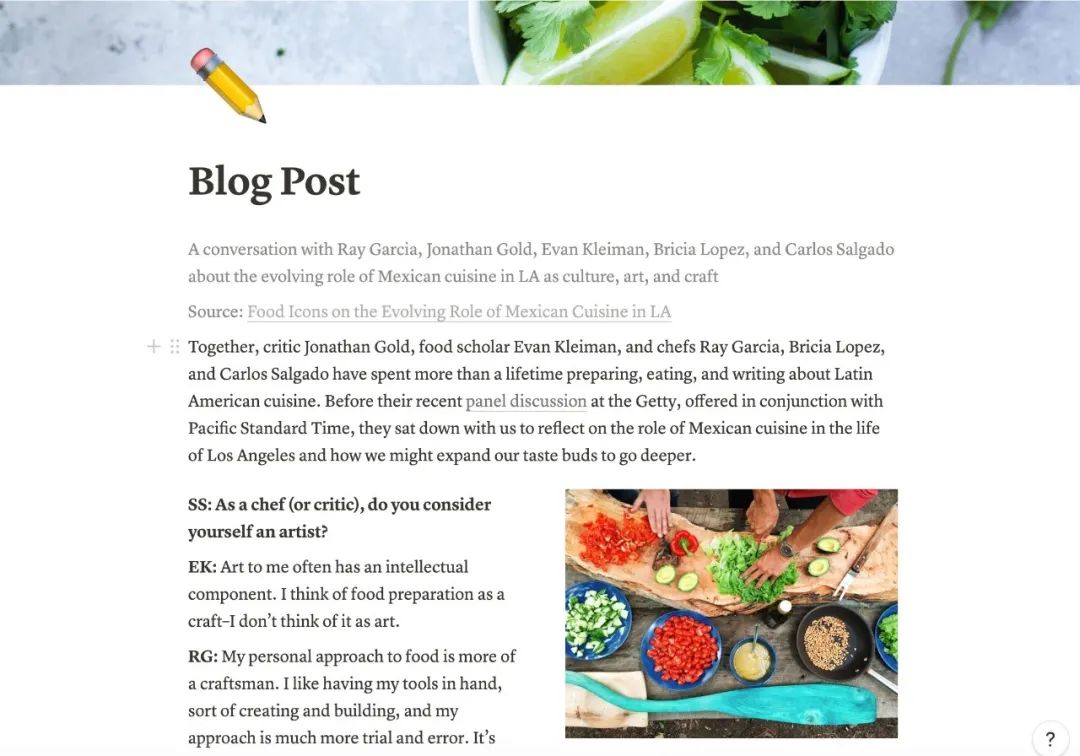 Blog Post
A conversation with Ray Garcia, Jonathan Gold, Evan Kleiman, Bricia Lopez, and Carlos Salgado
about the evolving role of Mexican cuisine in LA as culture, art, and craft
Source: Food Icons on the Evolving Role of Mexican Cuisine in LA
Together, critic Jonathan Gold, food scholar Evan Kleiman, and chefs Ray Garcia, Bricia Lopez,
and Carlos Salgado have spent more than a lifetime preparing, eating, and writing about Latin
American cuisine. Before their recent panel discussion at the Getty, offered in conjunction with
Pacific Standard Time, they sat down with us to reflect on the role of Mexican cuisine in the life
of Los Angeles and how we might expand our taste buds to go deeper.
SS: As a chef (or critic), do you consider
yourself an artist?
EK: Art to me often has an intellectual
component. I think of food preparation as a
craft–I don’t think of it as art.
RG: My personal approach to food is more of
a craftsman. I like having my tools in hand,
sort of creating and building, and my
approach is much more trial and error. It’s
?